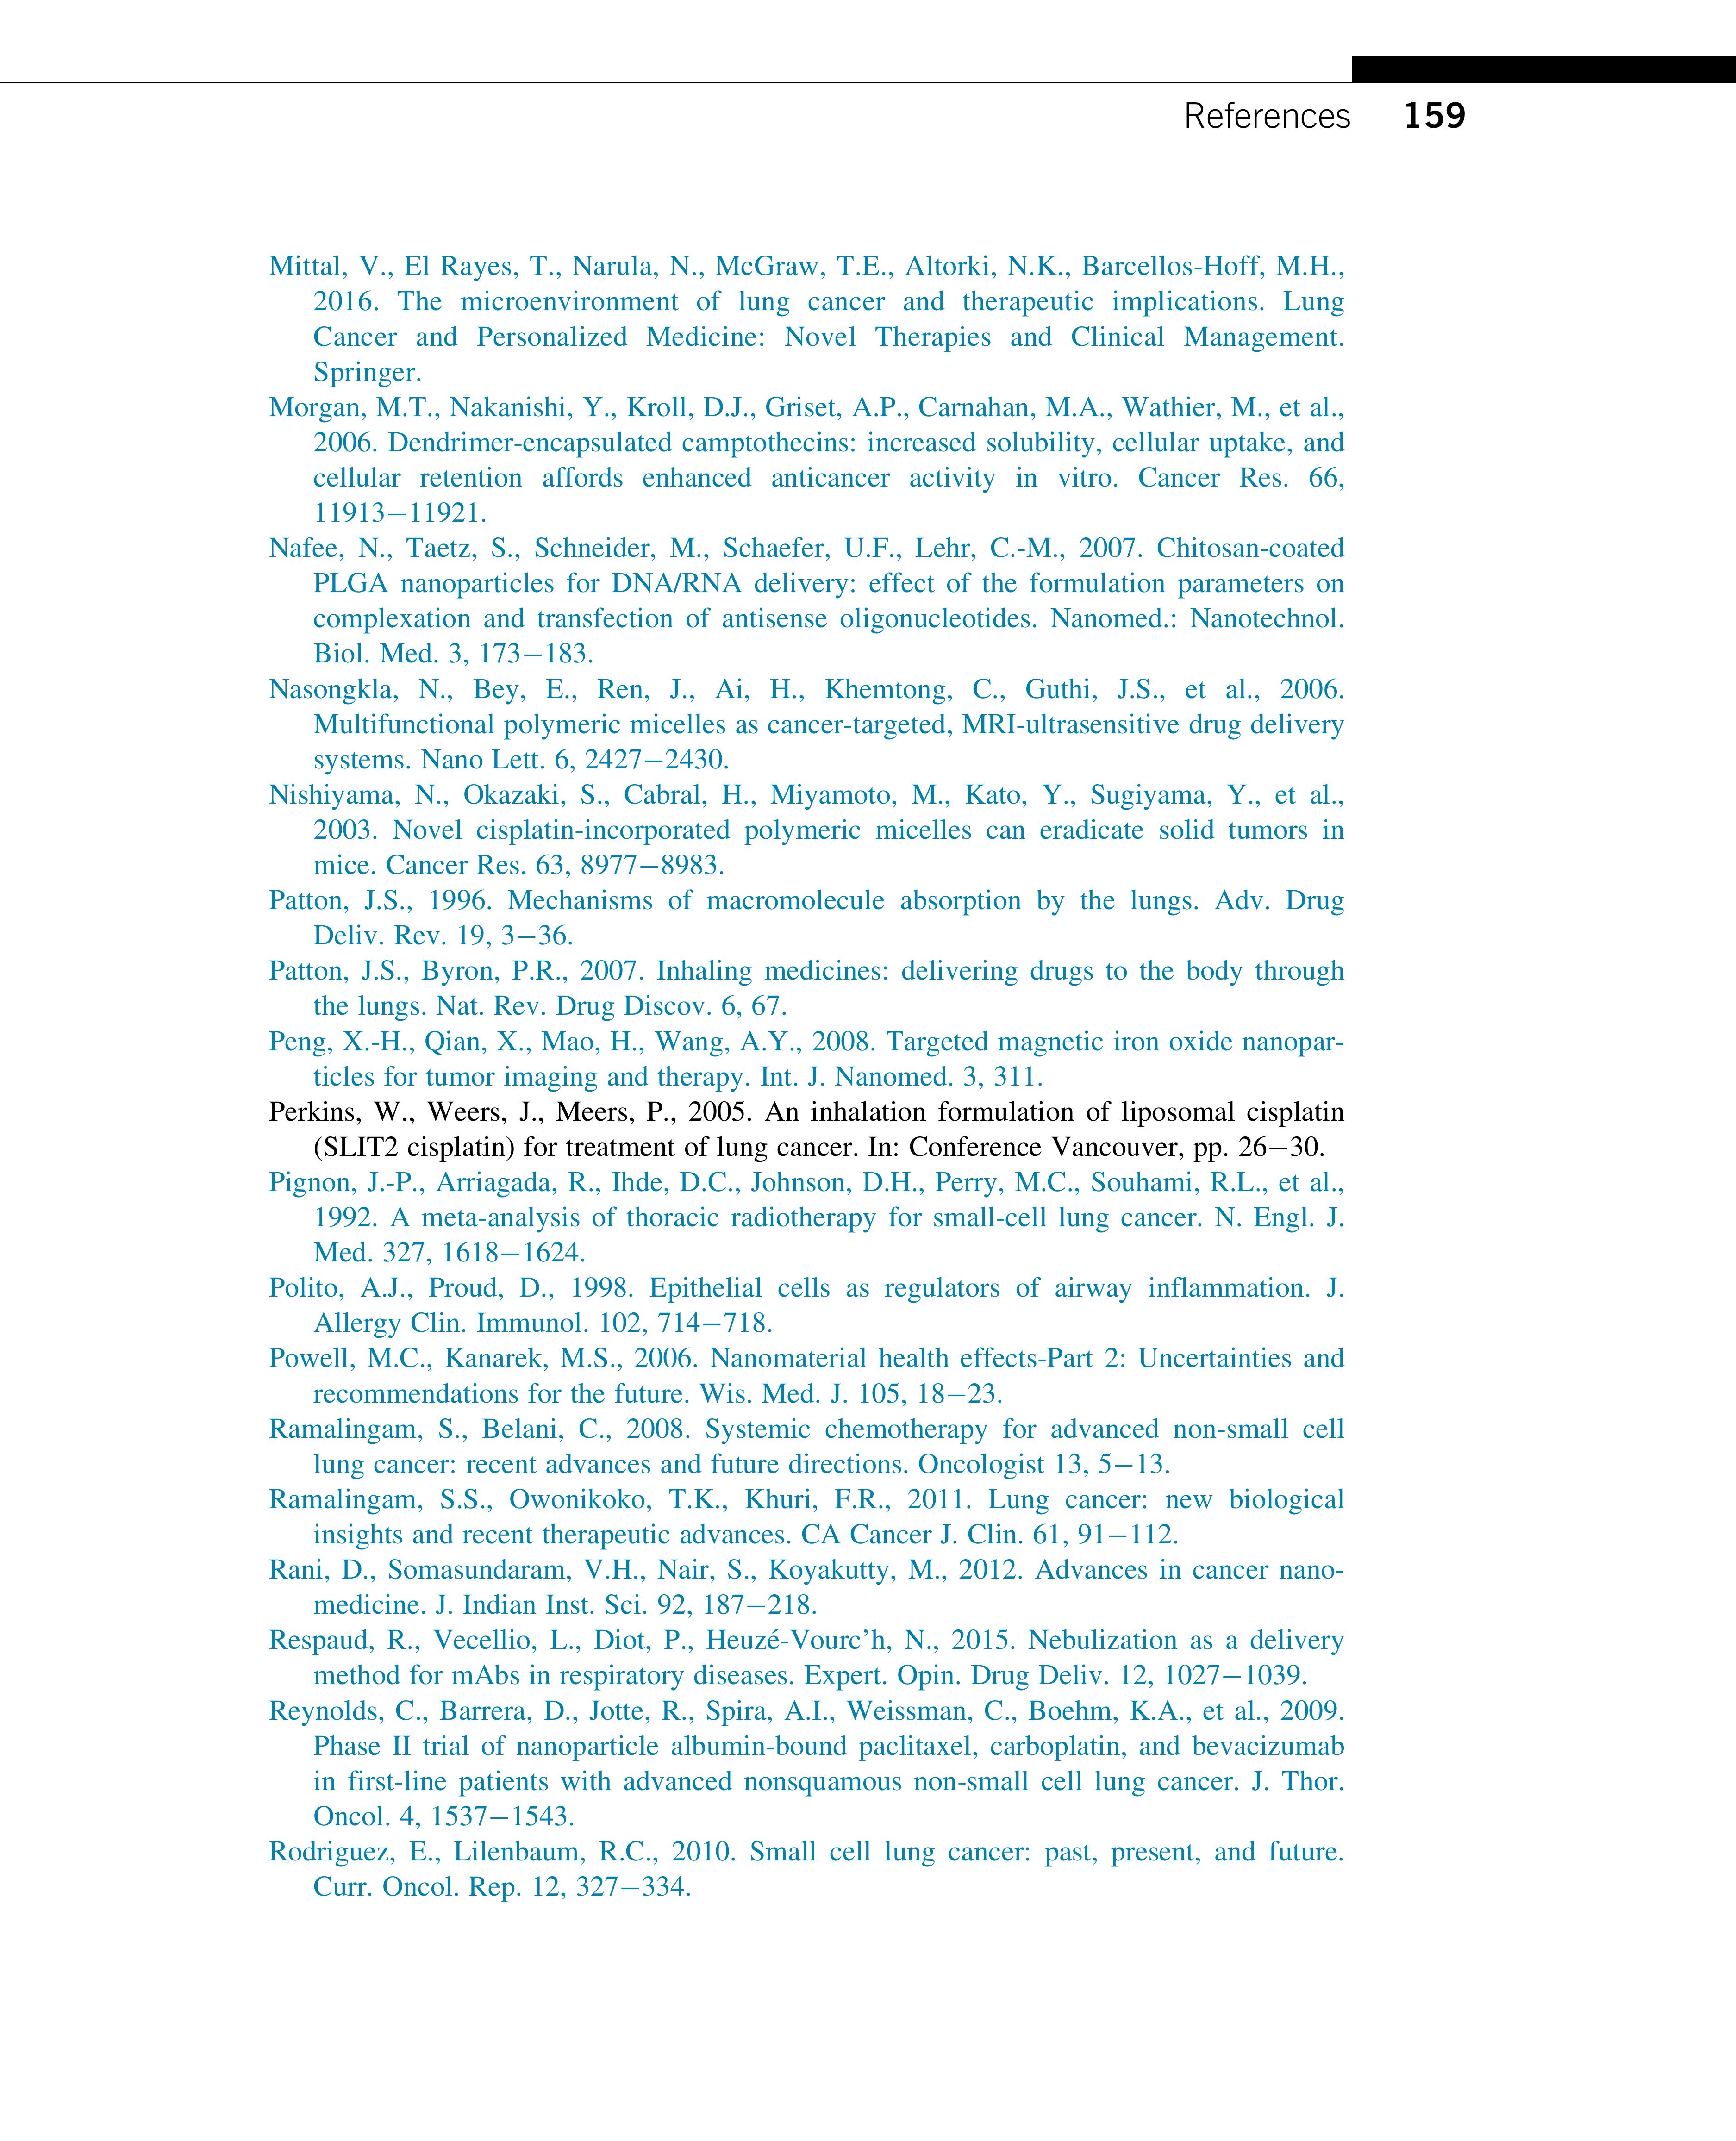 References 159
Mittal, V., El Rayes, T., Narula, N., McGraw, T.E., Altorki, N.K., Barcellos-Hoff, M.H.,
2016. The microenvironment of lung cancer and therapeutic implications. Lung
Cancer and Personalized Medicine: Novel Therapies and Clinical Management.
Springer.
Morgan, M.T., Nakanishi, Y., Kroll, D.J., Griset, A.P., Carnahan, M.A., Wathier, M., et al.,
2006. Dendrimer-encapsulated camptothecins: increased solubility, cellular uptake, and
cellular retention affords enhanced anticancer activity in vitro. Cancer Res. 66,
11913–11921.
Nafee, N., Taetz, S., Schneider, M., Schaefer, U.F., Lehr, C.-M., 2007. Chitosan-coated
PLGA nanoparticles for DNA/RNA delivery: effect of the formulation parameters on
complexation and transfection of antisense oligonucleotides. Nanomed.: Nanotechnol.
Biol. Med. 3, 173–183.
Nasongkla, N., Bey, E., Ren, J., Ai, H., Khemtong, C., Guthi, J.S., et al., 2006.
Multifunctional polymeric micelles as cancer-targeted, MRI-ultrasensitive drug delivery
systems. Nano Lett. 6, 2427–2430.
Nishiyama, N., Okazaki, S., Cabral, H., Miyamoto, M., Kato, Y., Sugiyama, Y., et al.,
2003. Novel cisplatin-incorporated polymeric micelles can eradicate solid tumors in
mice. Cancer Res. 63, 8977–8983.
Patton, J.S., 1996. Mechanisms of macromolecule absorption by the lungs. Adv. Drug
Deliv. Rev. 19, 3–36.
Patton, J.S., Byron, P.R., 2007. Inhaling medicines: delivering drugs to the body through
the lungs. Nat. Rev. Drug Discov. 6, 67.
Peng, X.-H., Qian, X., Mao, H., Wang, A.Y., 2008. Targeted magnetic iron oxide nanopar-
ticles for tumor imaging and therapy. Int. J. Nanomed. 3, 311.
Perkins, W., Weers, J., Meers, P., 2005. An inhalation formulation of liposomal cisplatin
(SLIT2 cisplatin) for treatment of lung cancer. In: Conference Vancouver, pp. 26–30.
Pignon, J.-P., Arriagada, R., Ihde, D.C., Johnson, D.H., Perry, M.C., Souhami, R.L., et al.,
1992. A meta-analysis of thoracic radiotherapy for small-cell lung cancer. N. Engl. J.
Med. 327, 1618–1624.
Polito, A.J., Proud, D., 1998. Epithelial cells as regulators of airway inflammation. J.
Allergy Clin. Immunol. 102, 714–718.
Powell, M.C., Kanarek, M.S., 2006. Nanomaterial health effects-Part 2: Uncertainties and
recommendations for the future. Wis. Med. J. 105, 18–23.
Ramalingam, S., Belani, C., 2008. Systemic chemotherapy for advanced non-small cell
lung cancer: recent advances and future directions. Oncologist 13, 5–13.
Ramalingam, S.S., Owonikoko, T.K., Khuri, F.R., 2011. Lung cancer: new biological
insights and recent therapeutic advances. CA Cancer J. Clin. 61, 91–112.
Rani, D., Somasundaram, V.H., Nair, S., Koyakutty, M., 2012. Advances in cancer nano-
medicine. J. Indian Inst. Sci. 92, 187–218.
Respaud, R., Vecellio, L., Diot, P., Heuzé-Vourc’h, N., 2015. Nebulization as a delivery
method for mAbs in respiratory diseases. Expert. Opin. Drug Deliv. 12, 1027–1039.
Reynolds, C., Barrera, D., Jotte, R., Spira, A.I., Weissman, C., Boehm, K.A., et al., 2009.
Phase II trial of nanoparticle albumin-bound paclitaxel, carboplatin, and bevacizumab
in first-line patients with advanced nonsquamous non-small cell lung cancer. J. Thor.
Oncol. 4, 1537–1543.
Rodriguez, E., Lilenbaum, R.C., 2010. Small cell lung cancer: past, present, and future.
Curr. Oncol. Rep. 12, 327–334.